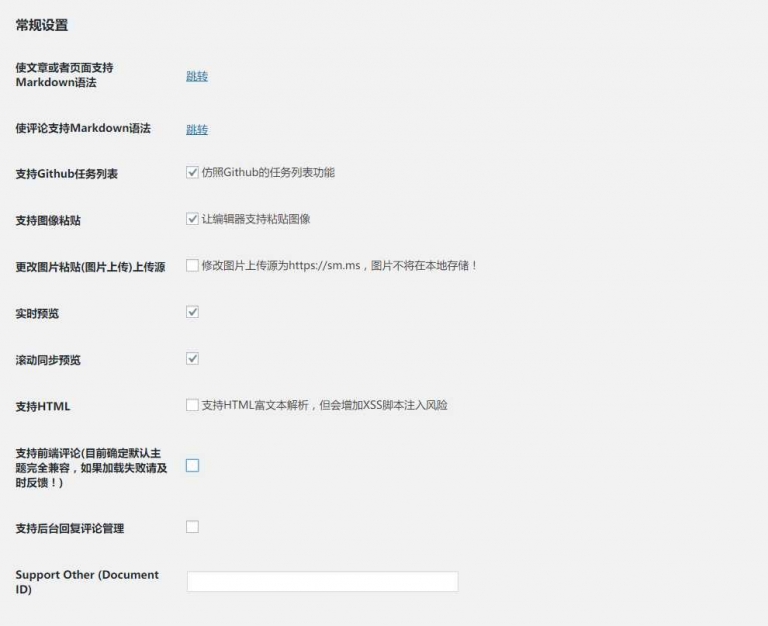 常规设置
使文章或者页面支持
Markdown语法
跳转
使评论支持Markdown语法
跳转
支持Github任务列表
仿照Github的任务列表功能
支持图像粘贴
让编辑器支持粘贴图像
更改图片粘贴(图片上传)上传源
修改图片上传源为https://sm.ms，图片不将在本地存储！
实时预览
滚动同步预览
支持HTML
支持HTML富文本解析，但会增加XSS脚本注入风险
支持前端评论(目前确定默认主
题完全兼容，如果加载失败请及
时反馈！)
支持后台回复评论管理
Support Other (Document
ID)